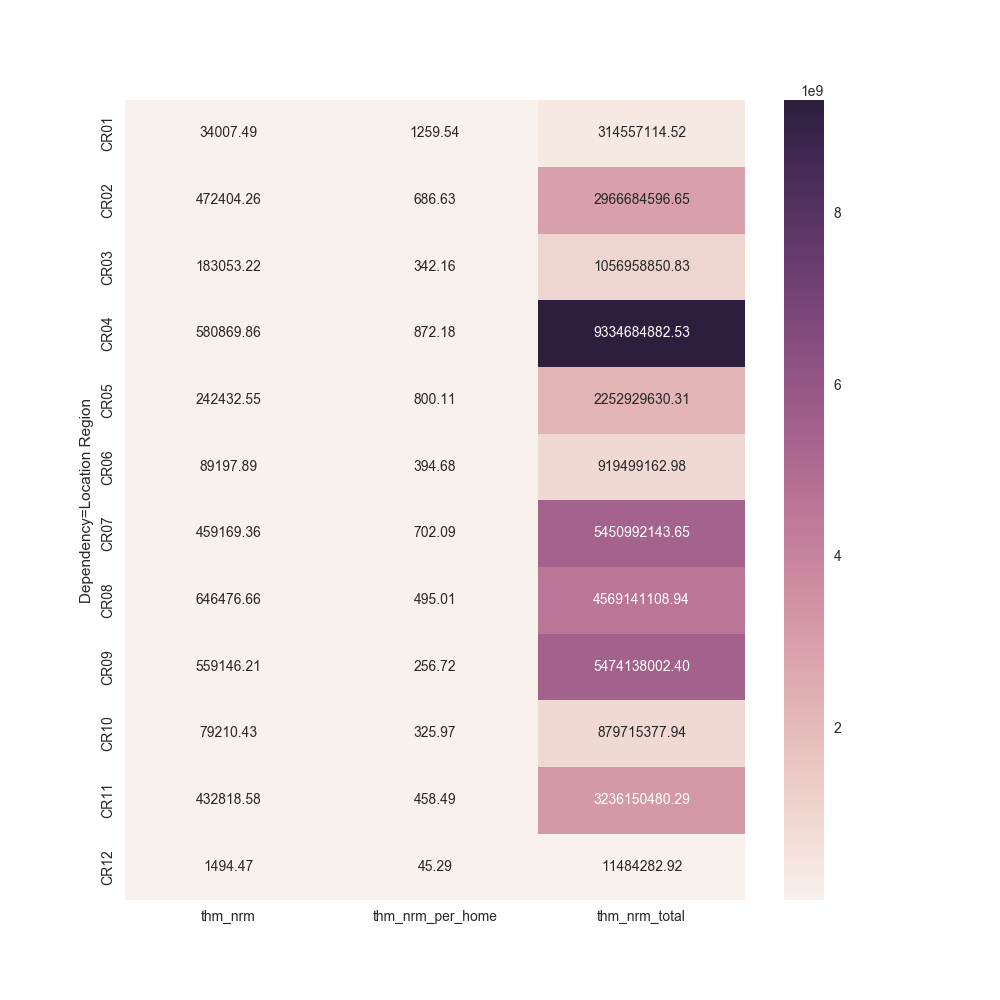 1e9
CR01 34007.49 1259.54 314557114.52
CR02 472404.26 686.63 2966684596.65
8
CR03 183053.22 342.16 1056958850.83
CR04 580869.86 872.18 9334684882.53
6
CR05 242432.55 800.11 2252929630.31
CR06 89197.89 394.68 919499162.98
Dependency=Location Region
CR07 459169.36 702.09 5450992143.65
4
CR08 646476.66 495.01 4569141108.94
CR09 559146.21 256.72 5474138002.40
CR10 79210.43 325.97 879715377.94
2
CR11 432818.58 458.49 3236150480.29
CR12 1494.47 45.29 11484282.92
thm_nrm thm_nrm_per_home thm_nrm_total